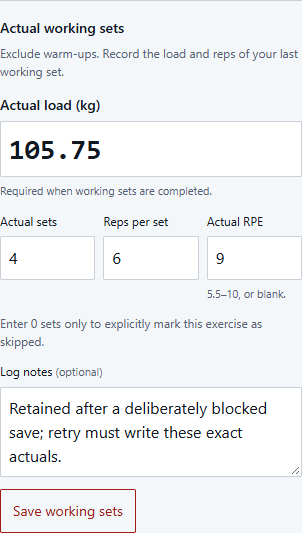 Actual working sets
Exclude warm-ups. Record the load and reps of your last
working set.
Actual load (kg)
105.75
Required when working sets are completed.
Actual sets
Reps per set
Actual RPE
4
6
9
5.5–10, or blank.
Enter 0 sets only to explicitly mark this exercise as
skipped.
Log notes (optional)
Retained after a deliberately blocked
save; retry must write these exact
actuals.
Save working sets